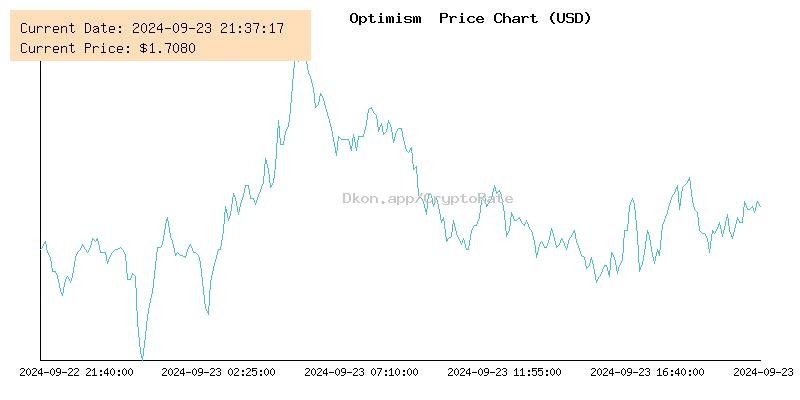 Optimism  Price Chart (USD)
Current Date: 2024-09-23 21:37:17
Current Price: $1.7080
Dkon.app/CryptoRate
2024-09-22 21:40:00 2024-09-23 02:25:00 2024-09-23 07:10:00 2024-09-23 11:55:00 2024-09-23 16:40:00 2024-09-23